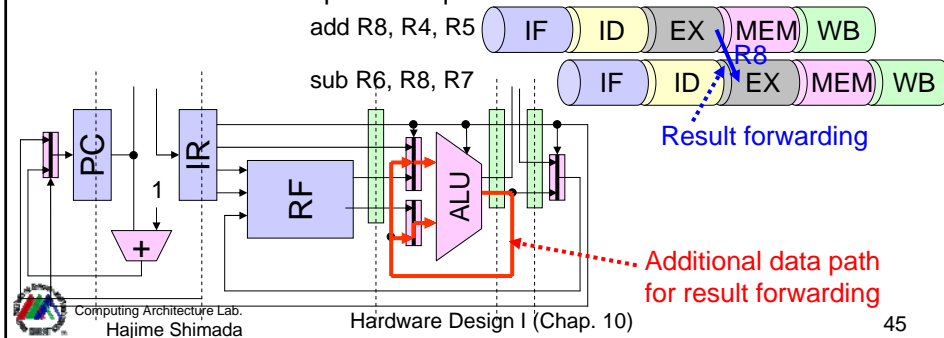 add R8, R4, R5
IF ID EX MEM WB
R8
sub R6, R8, R7
IF ID EX MEM WB
Result forwarding
PC
1
+
IR
RF
ALU
Additional data path
for result forwarding
Computing Architecture Lab.
Hajime Shimada
Hardware Design I (Chap. 10)
45